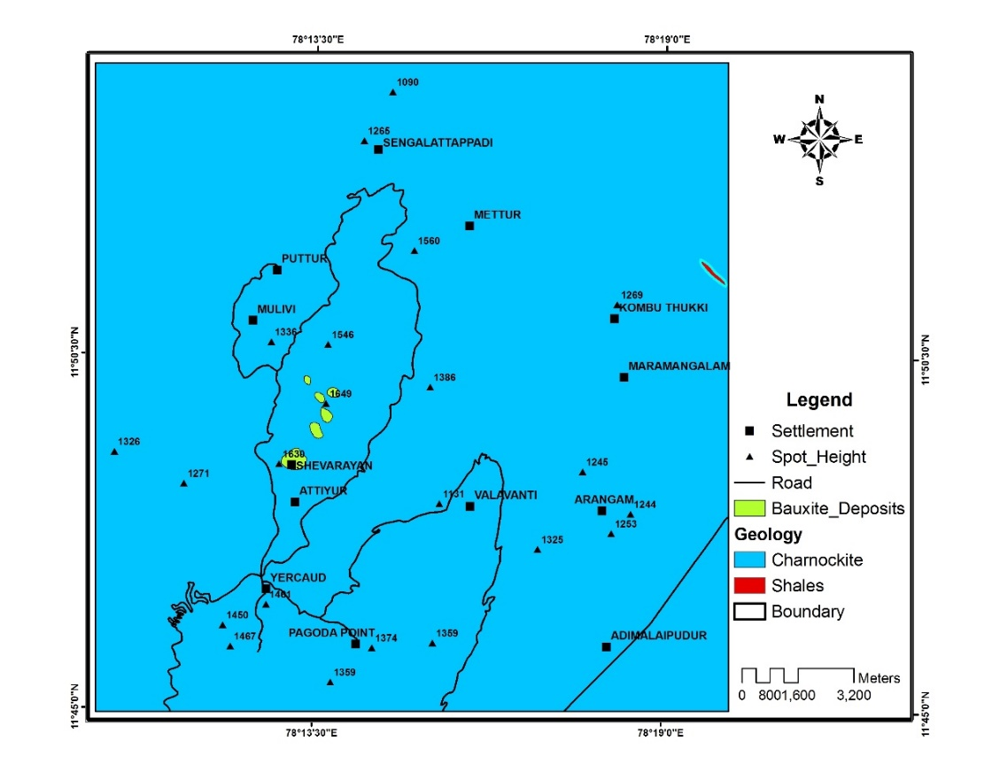 78°13'30"E
78°19'0"E
1090
1265
SENGALATTAPPADI
METTUR
1560
PUTTUR
1269
KOMBU THUKKI
MULIVI
1336
1546
11°50'30"N
11°50'30"N
MARAMANGALAM
1386
1649
1326
1630
SHEVARAYAN
1271
1245
ATTIYUR
1131
VALAVANTI
ARANGAM
1244
1253
1325
YERCAUD
1461
1450
1467
PAGODA POINT
1374
1359
ADIMALAIPUDUR
1359
N
W
E
S
Legend
Settlement
Spot_Height
Road
Bauxite_Deposits
Geology
Charnockite
Shales
Boundary
Meters
0 800 1,600 3,200
11°45'0"N
11°45'0"N
78°13'30"E
78°19'0"E